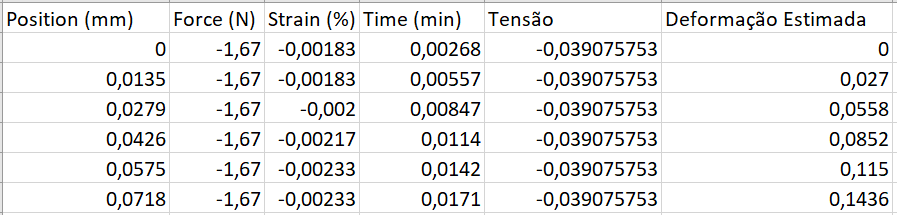 Position (mm) Force (N) Strain (%) Time (min) Tensão Deformação Estimada
0 -1,67 -0,00183 0,00268 -0,039075753 0
0,0135 -1,67 -0,00183 0,00557 -0,039075753 0,027
0,0279 -1,67 -0,002 0,00847 -0,039075753 0,0558
0,0426 -1,67 -0,00217 0,0114 -0,039075753 0,0852
0,0575 -1,67 -0,00233 0,0142 -0,039075753 0,115
0,0718 -1,67 -0,00233 0,0171 -0,039075753 0,1436